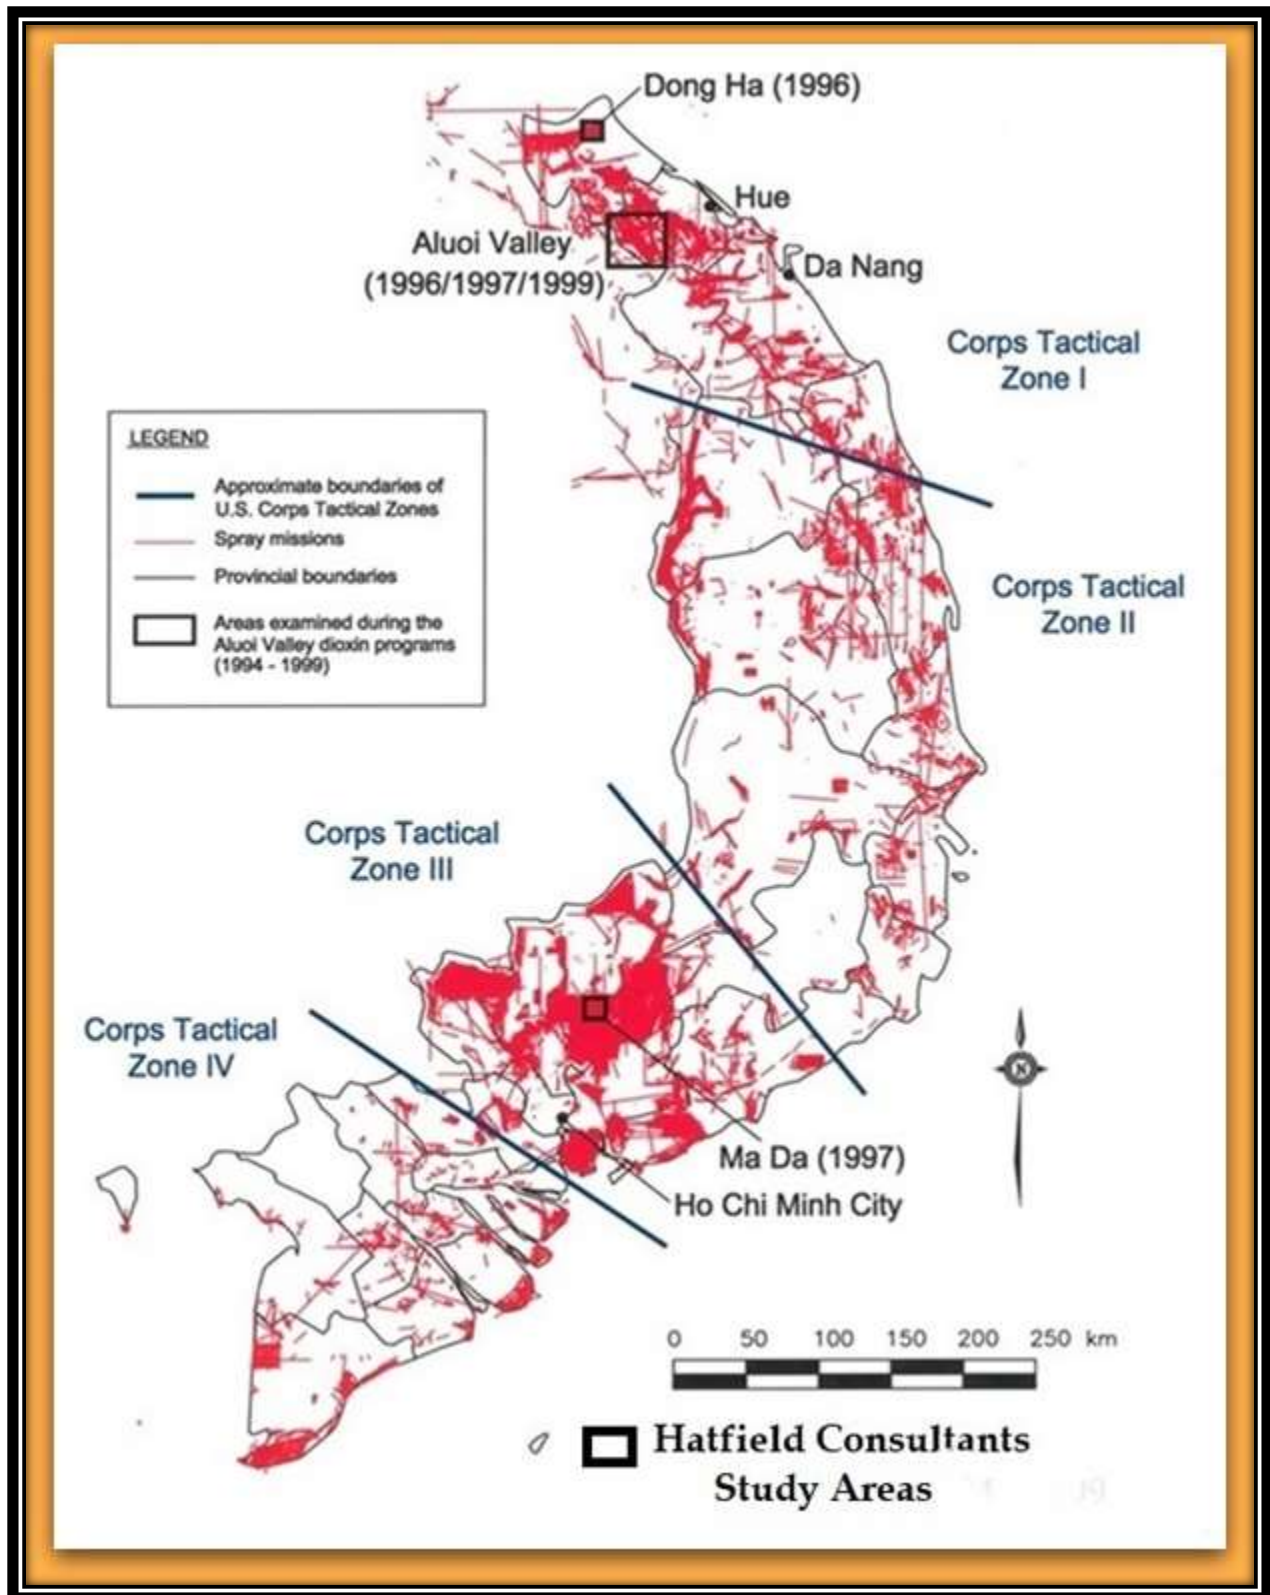 Dong Ha (1996)
Hue
Aluoi Valley
(1996/1997/1999)
Da Nang
Corps Tactical
Zone I
LEGEND
Approximate boundaries of
U.S. Corps Tactical Zones
Spray missions
Provincial boundaries
Areas examined during the
Aluoi Valley dioxin programs
(1994 - 1999)
Corps Tactical
Zone II
Corps Tactical
Zone III
Corps Tactical
Zone IV
N
Ma Da (1997)
Ho Chi Minh City
0 50 100 150 200 250 km
Hatfield Consultants
Study Areas